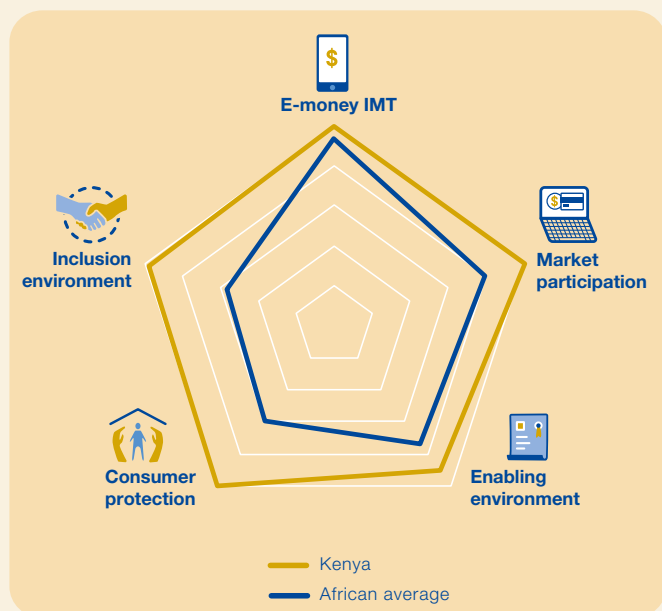 $
E-money IMT
$
Inclusion
environment
Market
participation
Consumer
protection
Enabling
environment
Kenya
African average